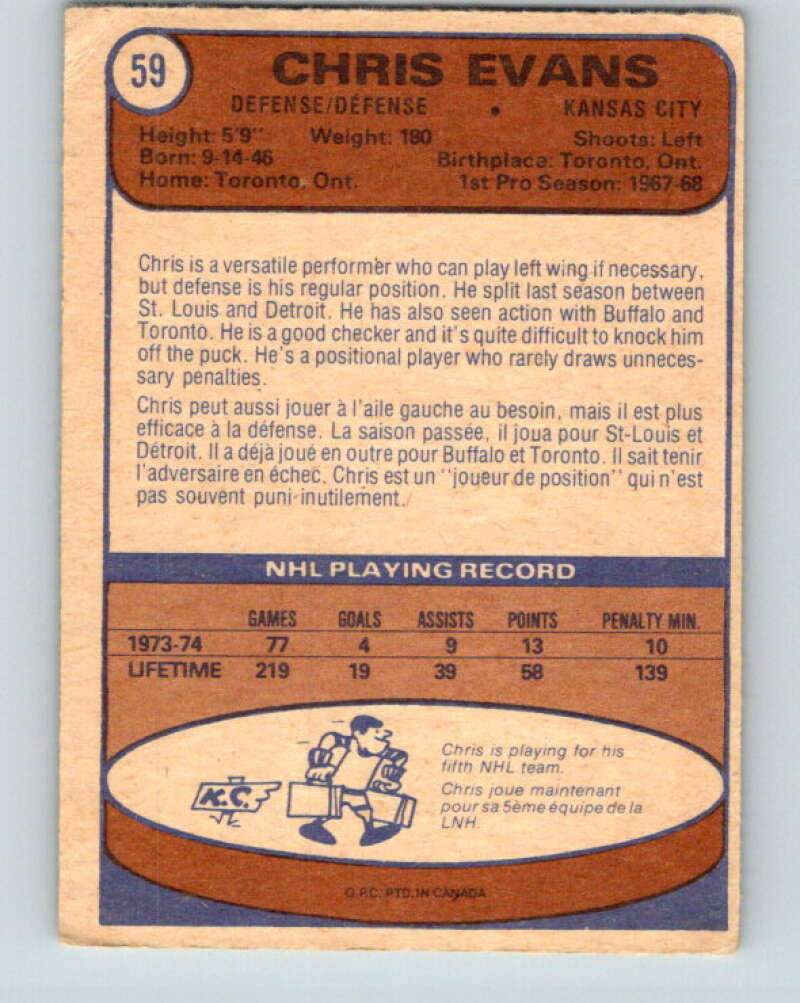 59
CHRIS EVANS
DEFENSE/DÉFENSE • KANSAS CITY
Height: 5'9" Weight: 180 Shoots: Left
Born: 9-14-46 Birthplace: Toronto, Ont.
Home: Toronto, Ont. 1st Pro Season: 1967-68
Chris is a versatile performer who can play left wing if necessary,
but defense is his regular position. He split last season between
St. Louis and Detroit. He has also seen action with Buffalo and
Toronto. He is a good checker and it's quite difficult to knock him
off the puck. He's a positional player who rarely draws unneces-
sary penalties.
Chris peut aussi jouer à l'aile gauche au besoin, mais il est plus
efficace à la défense. La saison passée, il joua pour St-Louis et
Détroit. Il a déjà joué en outre pour Buffalo et Toronto. Il sait tenir
l'adversaire en échec. Chris est un "joueur de position" qui n'est
pas souvent puni inutilement.
NHL PLAYING RECORD
GAMES GOALS ASSISTS POINTS PENALTY MIN.
1973-74 77 4 9 13 10
LIFETIME 219 19 39 58 139
Chris is playing for his
fifth NHL team.
Chris joue maintenant
pour sa 5ème équipe de la
LNH.
K.C.
O.P.C. PTD. IN CANADA